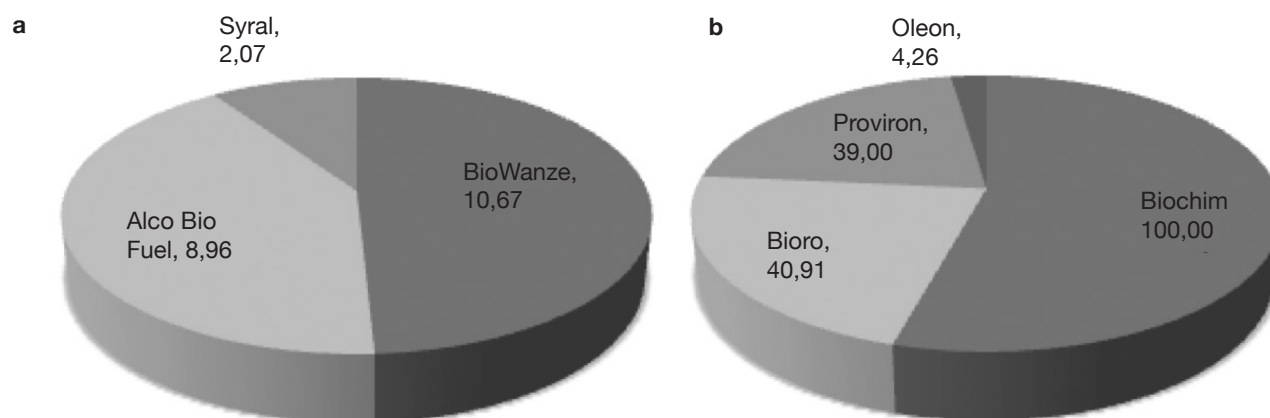 a
Syral,
2,07
BioWanze,
10,67
Alco Bio
Fuel, 8,96
b
Oleon,
4,26
Proviron,
39,00
Biochim
100,00
Bioro,
40,91